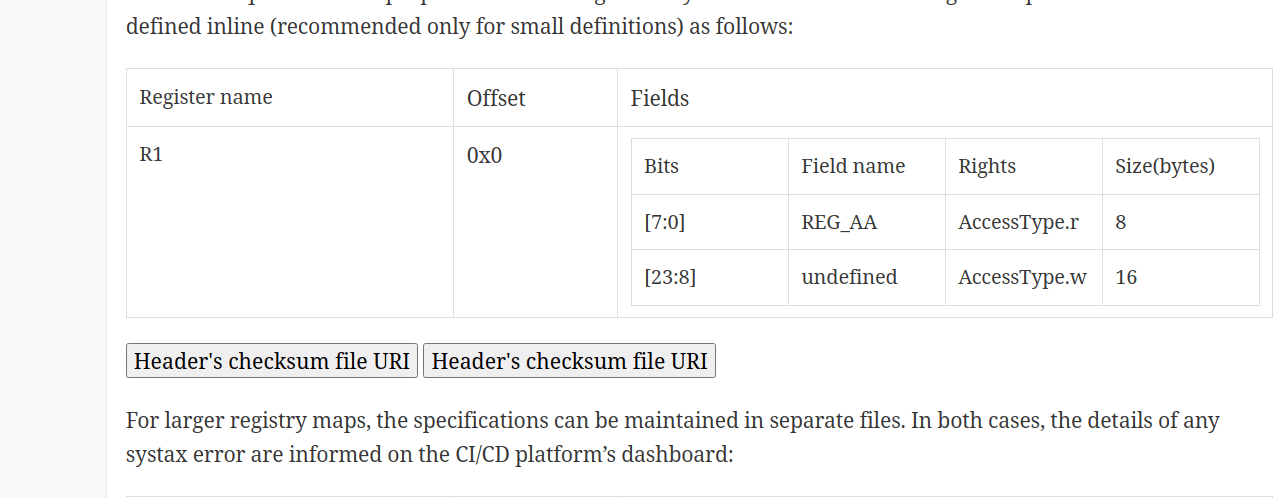 defined inline (recommended only for small definitions) as follows:
Register name Offset Fields
R1 0x0
Bits Field name Rights Size(bytes)
[7:0] REG_AA AccessType.r 8
[23:8] undefined AccessType.w 16
Header's checksum file URI Header's checksum file URI
For larger registry maps, the specifications can be maintained in separate files. In both cases, the details of any
systax error are informed on the CI/CD platform’s dashboard: